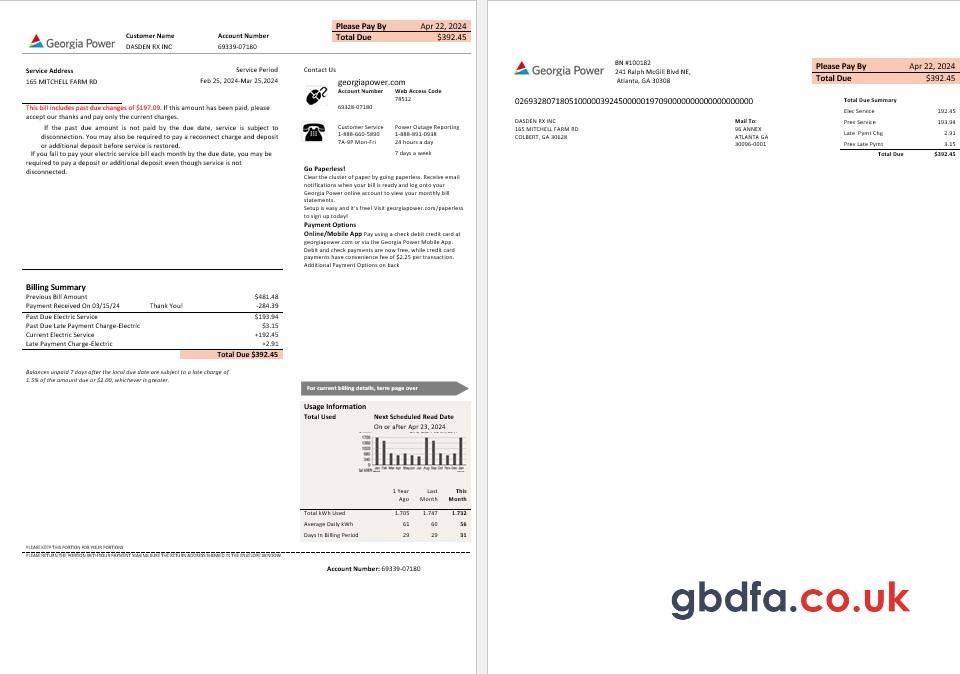 Please Pay By Apr 22, 2024
Total Due $392.45
Georgia Power
Customer Name Account Number
DASDEN RX INC 69339-07180
Service Address Service Period
165 MITCHELL FARM RD Feb 25, 2024-Mar 25,2024
This bill includes past due charges of $197.09. If this amount has been paid, please
accept our thanks and pay only the current charges.
If the past due amount is not paid by the due date, service is subject to
disconnection. You may also be required to pay a reconnect charge and deposit
or additional deposit before service is restored.
If you fall to pay your electric service bill each month by the due date, you may be
required to pay a deposit or additional deposit even though service is not
disconnected.
Contact Us
georgiapower.com
Account Number Web Access Code
78512
69328-07180
Customer Service Power Outage Reporting
1-888-660-5890 1-888-891-0938
7A-9P Mon-Fri 24 hours a day
7 days a week
Go Paperless!
Clear the cluster of paper by going paperless. Receive email
notifications when your bill is ready and log onto your
Georgia Power online account to view your monthly bill
statements.
Setup is easy and it's free! Visit georgiapower.com/paperless
to sign up today!
Payment Options
Online/Mobile App Pay using a check debit credit card at
georgiapower.com or via the Georgia Power Mobile App.
Debit and check payments are now free, while credit card
payments have convenience fee of $2.25 per transaction.
Additional Payment Options on back
Billing Summary
Previous Bill Amount $481.48
Payment Received On 03/15/24 Thank You! -284.39
Past Due Electric Service $193.94
Past Due Late Payment Charge-Electric $3.15
Current Electric Service +192.45
Late Payment Charge-Electric +2.91
Total Due $392.45
Balances unpaid 7 days after the local due date are subject to a late charge of
1.5% of the amount due or $2.00, whichever is greater.
For current billing details, term page over
Usage Information
Total Used Next Scheduled Read Date
On or after Apr 23, 2024
1 Year Last This
Ago Month Month
Total kWh Used 1.705 1.747 1.732
Average Daily kWh 61 60 56
Days In Billing Period 29 29 31
PLEASE KEEP THIS PORTION FOR YOUR PORTIONS
Account Number: 69339-07180
Georgia Power
BN #100182
241 Ralph McGill Blvd NE,
Atlanta, GA 30308
Please Pay By Apr 22, 2024
Total Due $392.45
DASDEN RX INC
165 MITCHELL FARM RD
COLBERT, GA 30628
Mail To:
96 ANNEX
ATLANTA GA
30096-0001
Total Due Summary
Elec Service 192.45
Prev Service 193.94
Late Pymt Chg 2.91
Prev Late Pymt 3.15
Total Due $392.45
gbdfa.co.uk